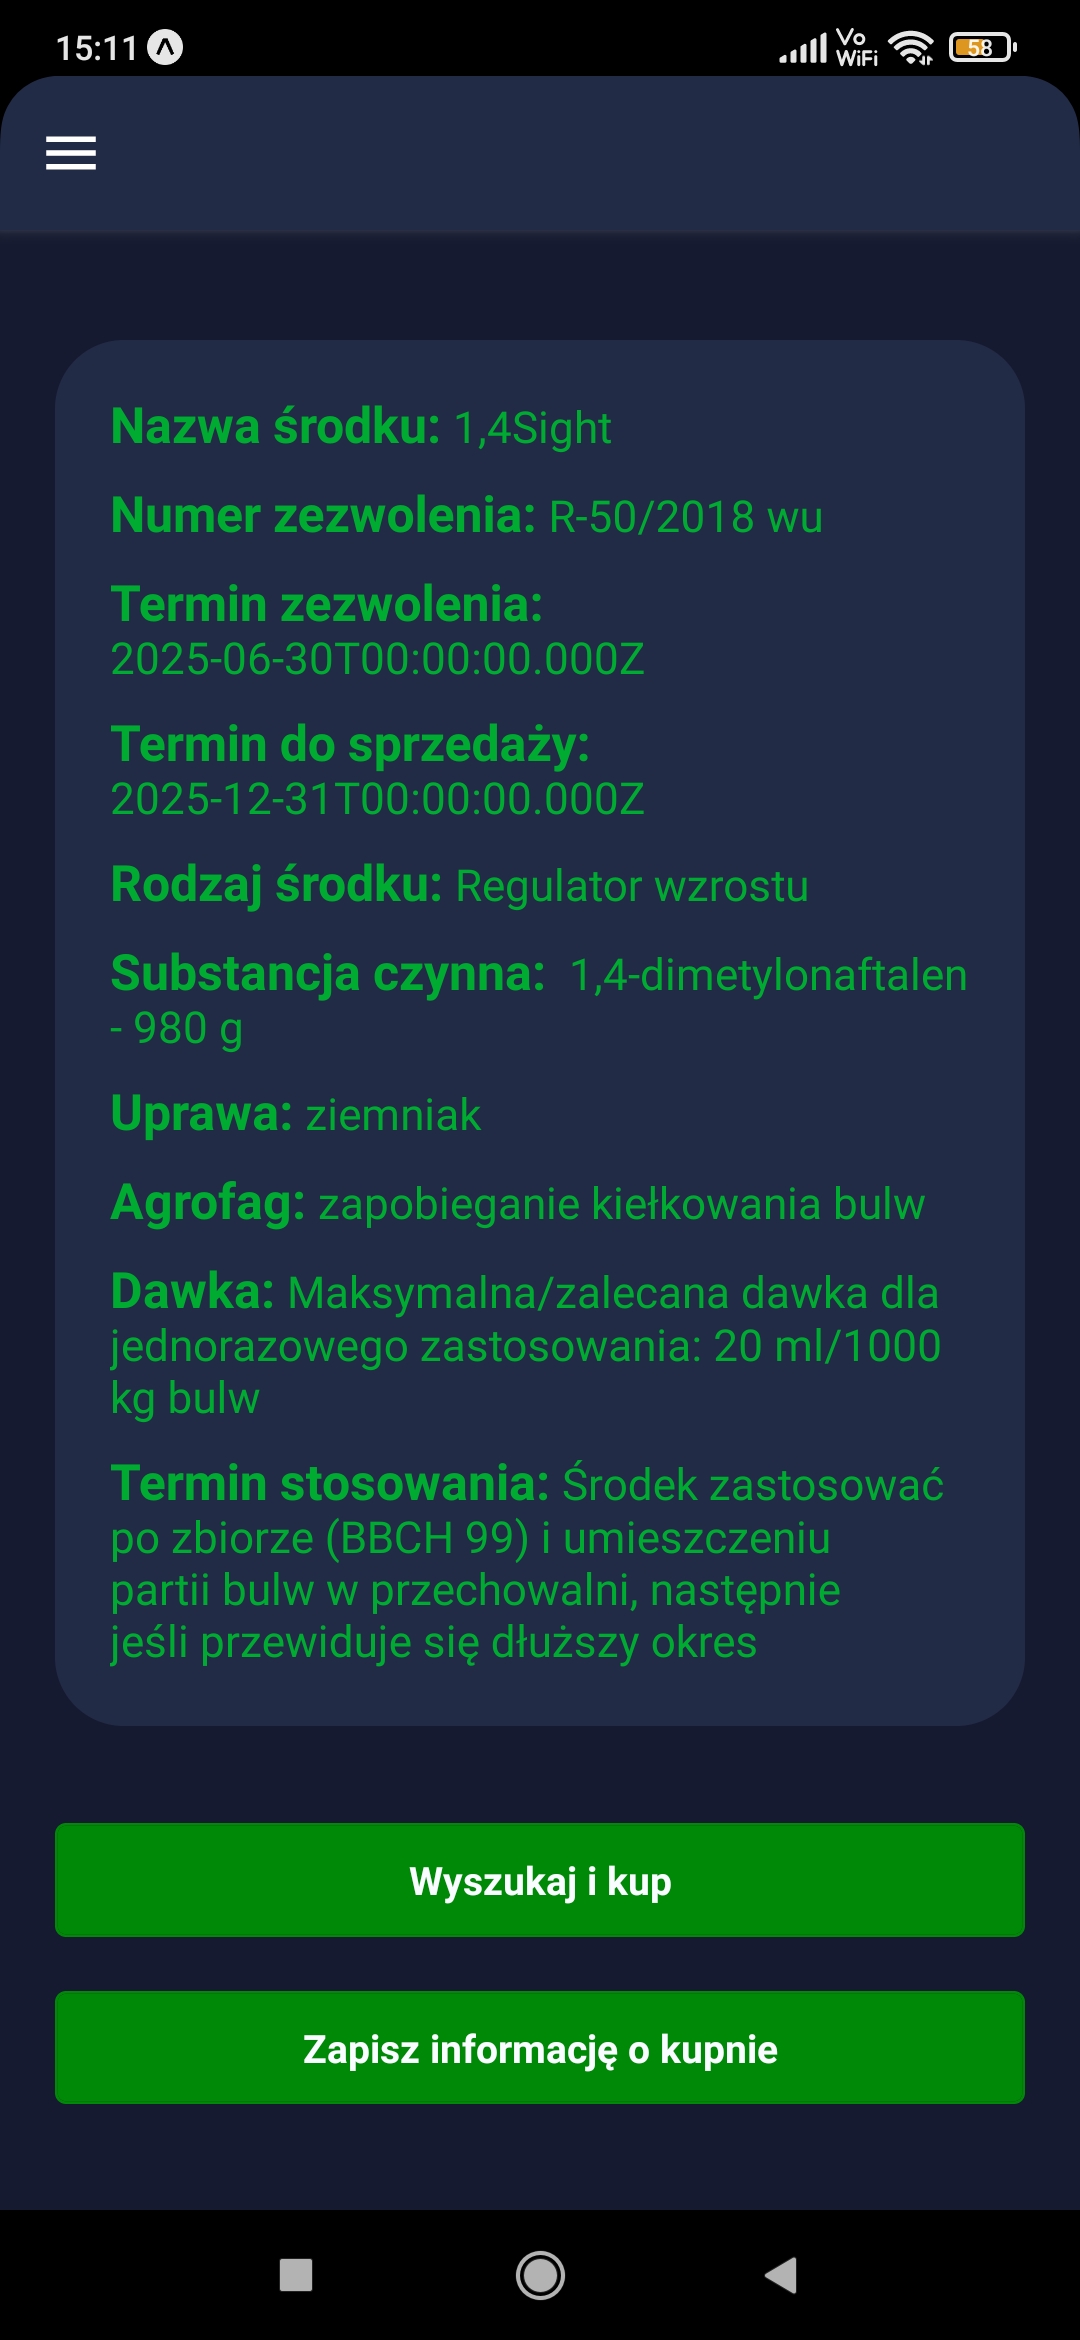 15:11
Vo
WiFi
58
Nazwa środku: 1,4Sight
Numer zezwolenia: R-50/2018 wu
Termin zezwolenia:
2025-06-30T00:00:00.000Z
Termin do sprzedaży:
2025-12-31T00:00:00.000Z
Rodzaj środku: Regulator wzrostu
Substancja czynna:  1,4-dimetylonaftalen
- 980 g
Uprawa: ziemniak
Agrofag: zapobieganie kiełkowania bulw
Dawka: Maksymalna/zalecana dawka dla
jednorazowego zastosowania: 20 ml/1000
kg bulw
Termin stosowania: Środek zastosować
po zbiorze (BBCH 99) i umieszczeniu
partii bulw w przechowalni, następnie
jeśli przewiduje się dłuższy okres
Wyszukaj i kup
Zapisz informację o kupnie